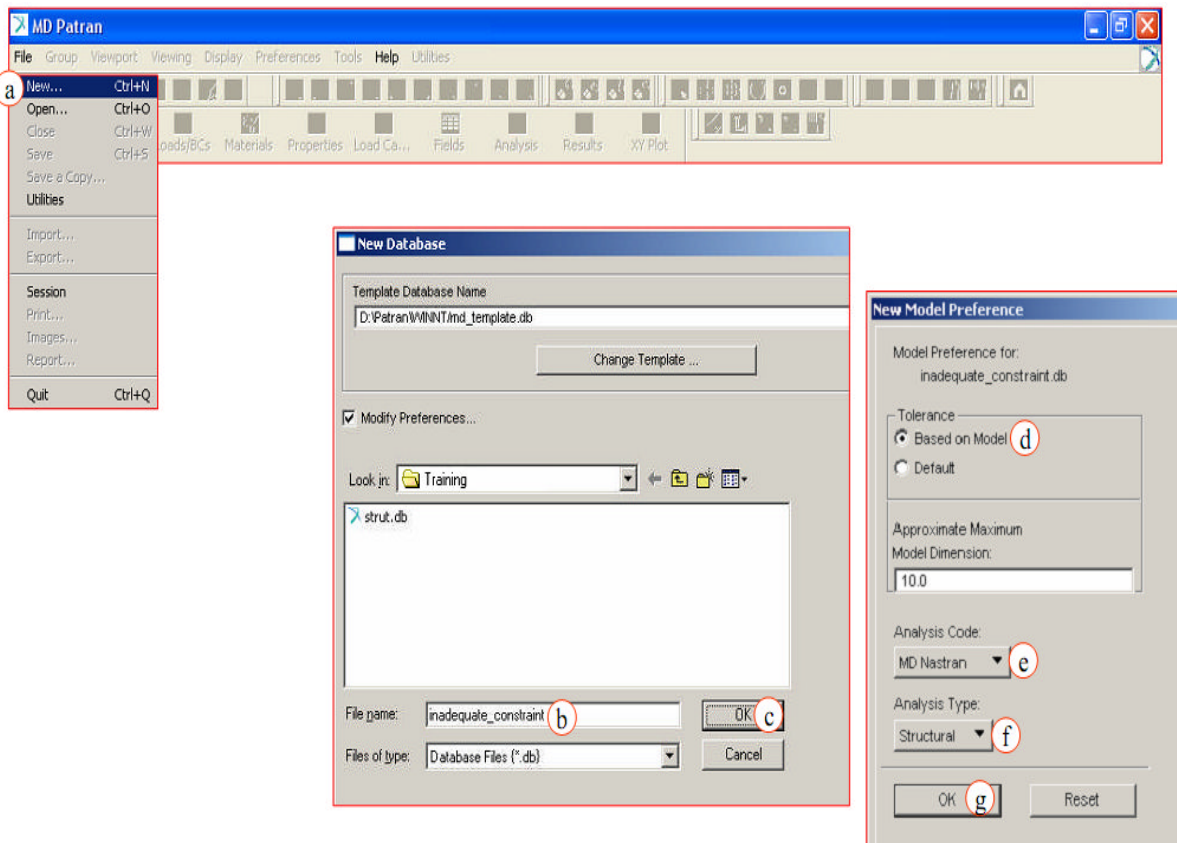 MD Patran
File Group Viewport Viewing Display Preferences Tools Help Utilities
a
New... Ctrl+N
Open... Ctrl+O
Close Ctrl+W
Save Ctrl+S
Save a Copy...
Utilities
Import...
Export...
Session
Print...
Images...
Report...
Quit Ctrl+Q
oads/BCs Materials Properties Load Ca... Fields Analysis Results XY Plot
New Database
Template Database Name
D:\Patran\WINNT/md_template.db
Change Template ...
Modify Preferences...
Look in: Training
strut.db
File name: inadequate_constraint b OK c
Files of type: Database Files (*.db) Cancel
New Model Preference
Model Preference for:
inadequate_constraint.db
Tolerance
Based on Model d
Default
Approximate Maximum
Model Dimension:
10.0
Analysis Code:
MD Nastran e
Analysis Type:
Structural f
OK g Reset